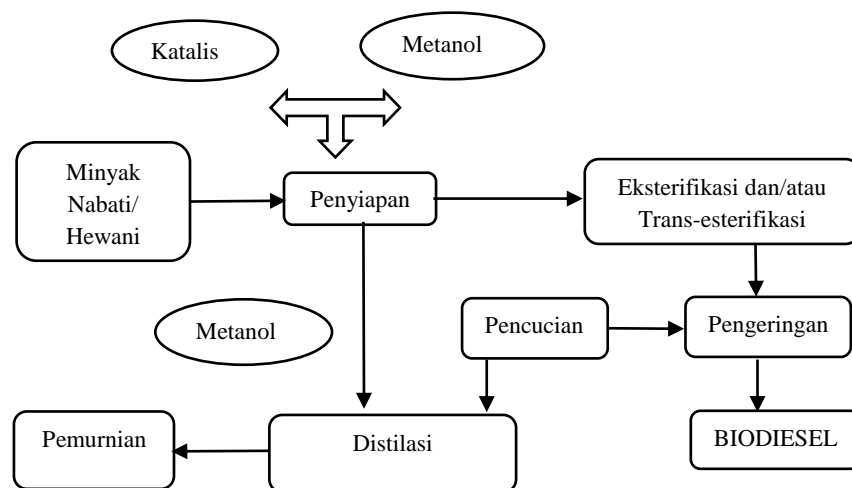 Katalis
Metanol
Minyak
Nabati/
Hewani
Penyiapan
Eksterifikasi dan/atau
Trans-esterifikasi
Metanol
Pencucian
Pengeringan
Pemurnian
Distilasi
BIODIESEL